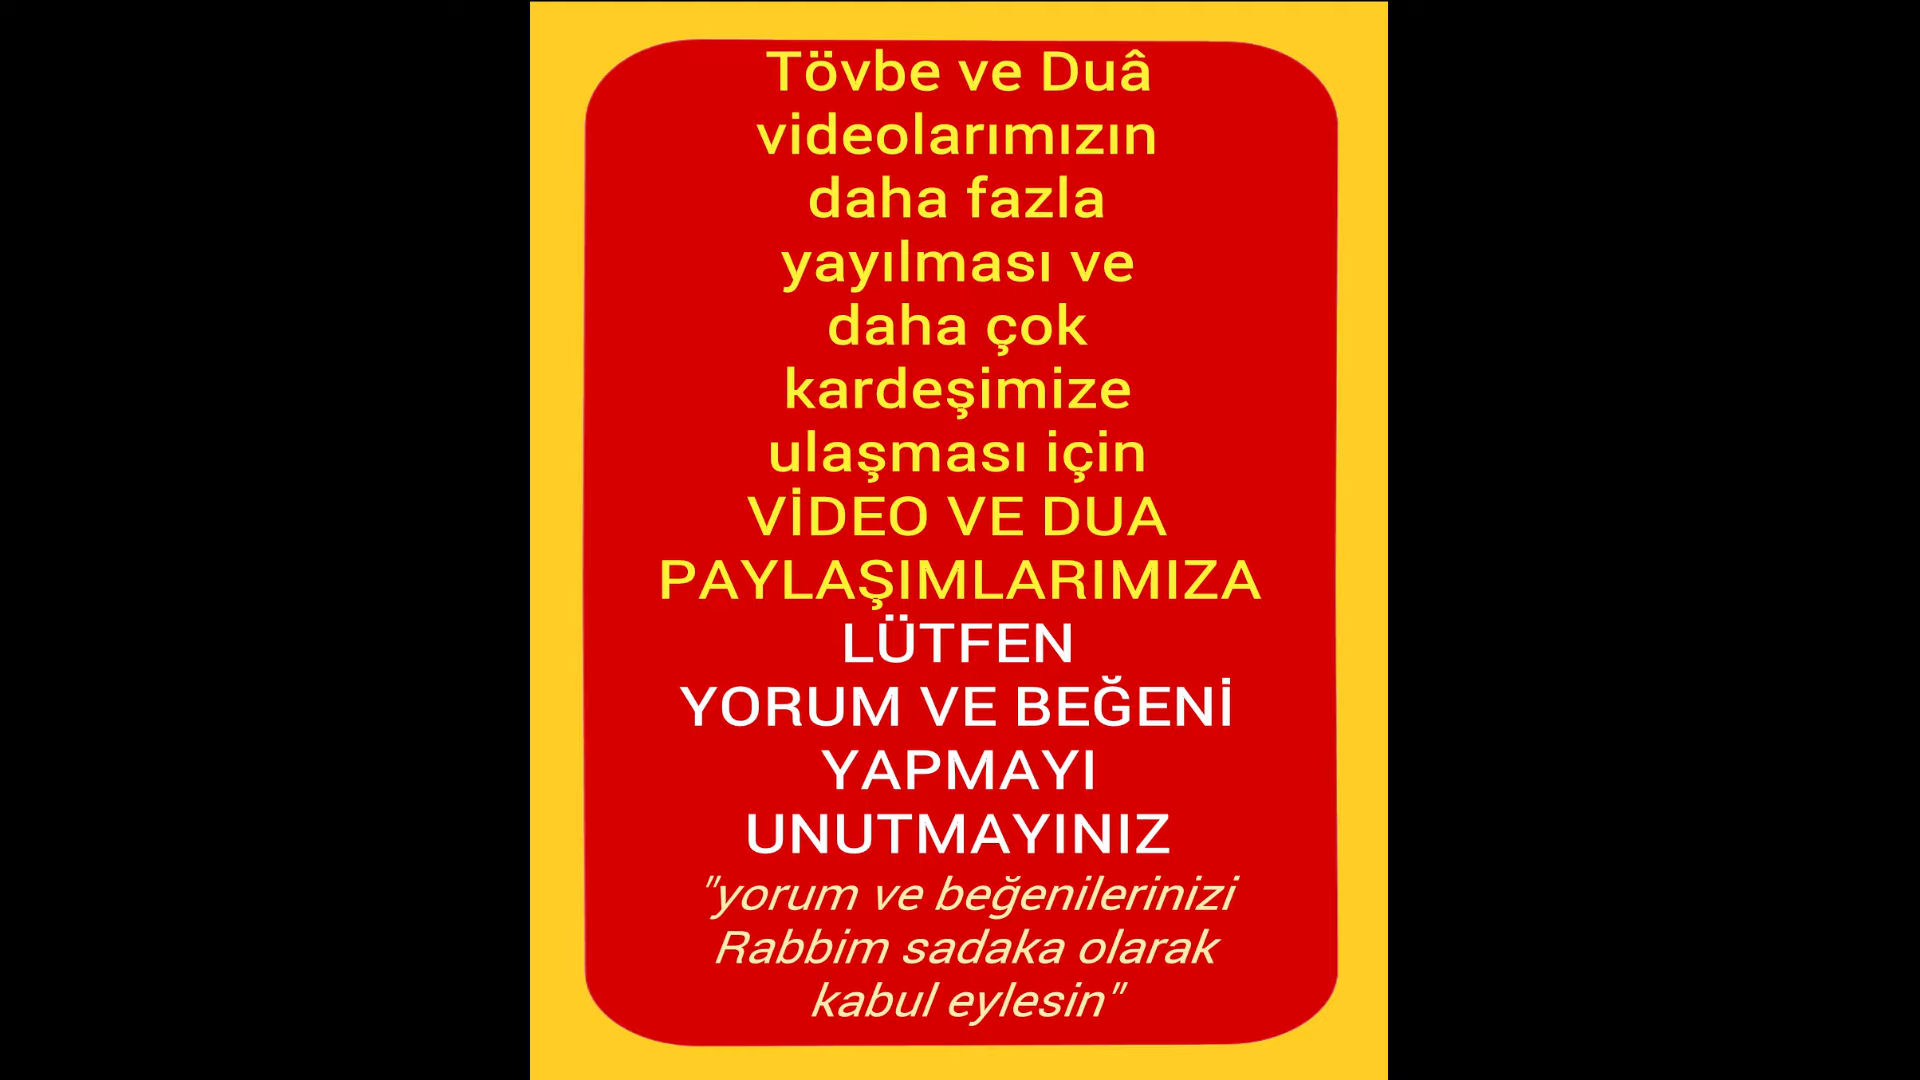 Tövbe ve Duâ
videolarımızın
daha fazla
yayılması ve
daha çok
kardeşimize
ulaşması için
VİDEO VE DUA
PAYLAŞIMLARIMIZA
LÜTFEN
YORUM VE BEĞENİ
YAPMAYI
UNUTMAYINIZ
"yorum ve beğenilerinizi
Rabbim sadaka olarak
kabul eylesin"